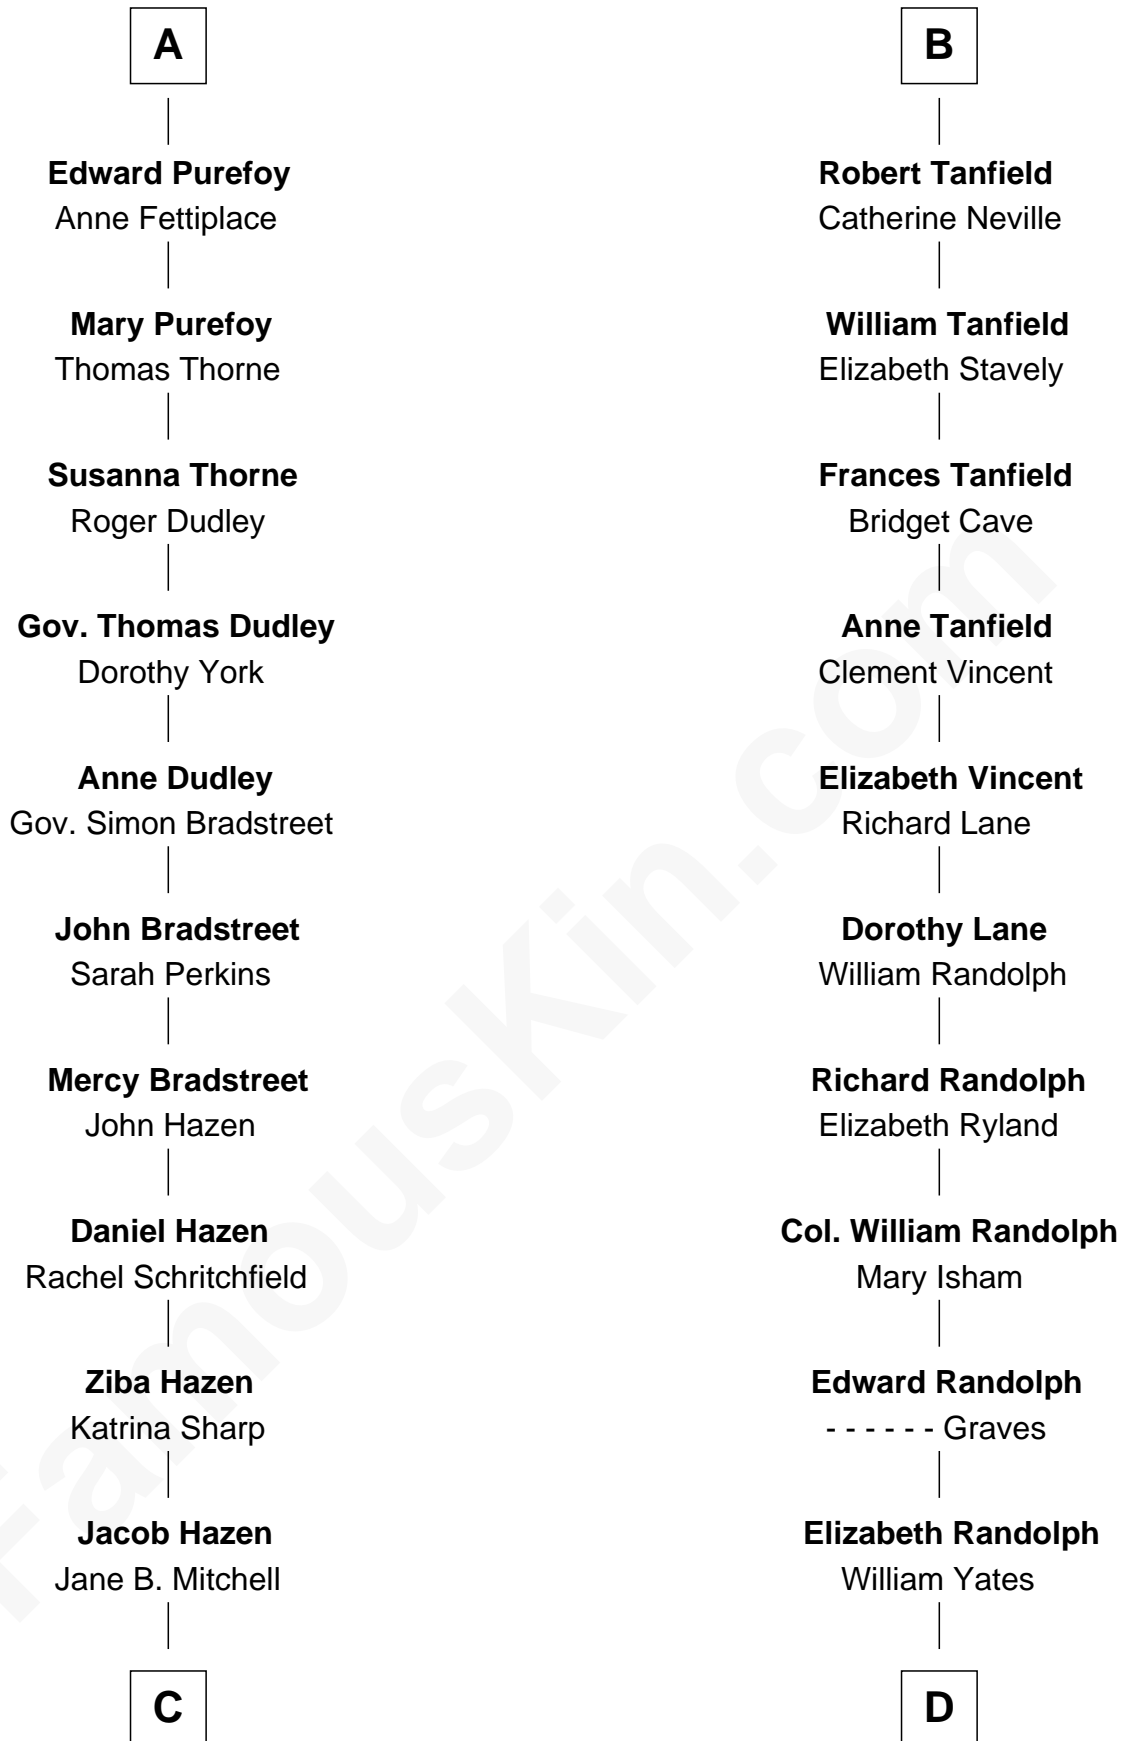 A
Edward Purefoy
Anne Fettiplace
Mary Purefoy
Thomas Thorne
Susanna Thorne
Roger Dudley
Gov. Thomas Dudley
Dorothy York
Anne Dudley
Gov. Simon Bradstreet
John Bradstreet
Sarah Perkins
Mercy Bradstreet
John Hazen
Daniel Hazen
Rachel Schritchfield
Ziba Hazen
Katrina Sharp
Jacob Hazen
Jane B. Mitchell
C
B
Robert Tanfield
Catherine Neville
William Tanfield
Elizabeth Stavely
Frances Tanfield
Bridget Cave
Anne Tanfield
Clement Vincent
Elizabeth Vincent
Richard Lane
Dorothy Lane
William Randolph
Richard Randolph
Elizabeth Ryland
Col. William Randolph
Mary Isham
Edward Randolph
- - - - - - Graves
Elizabeth Randolph
William Yates
D
FamousKin.com